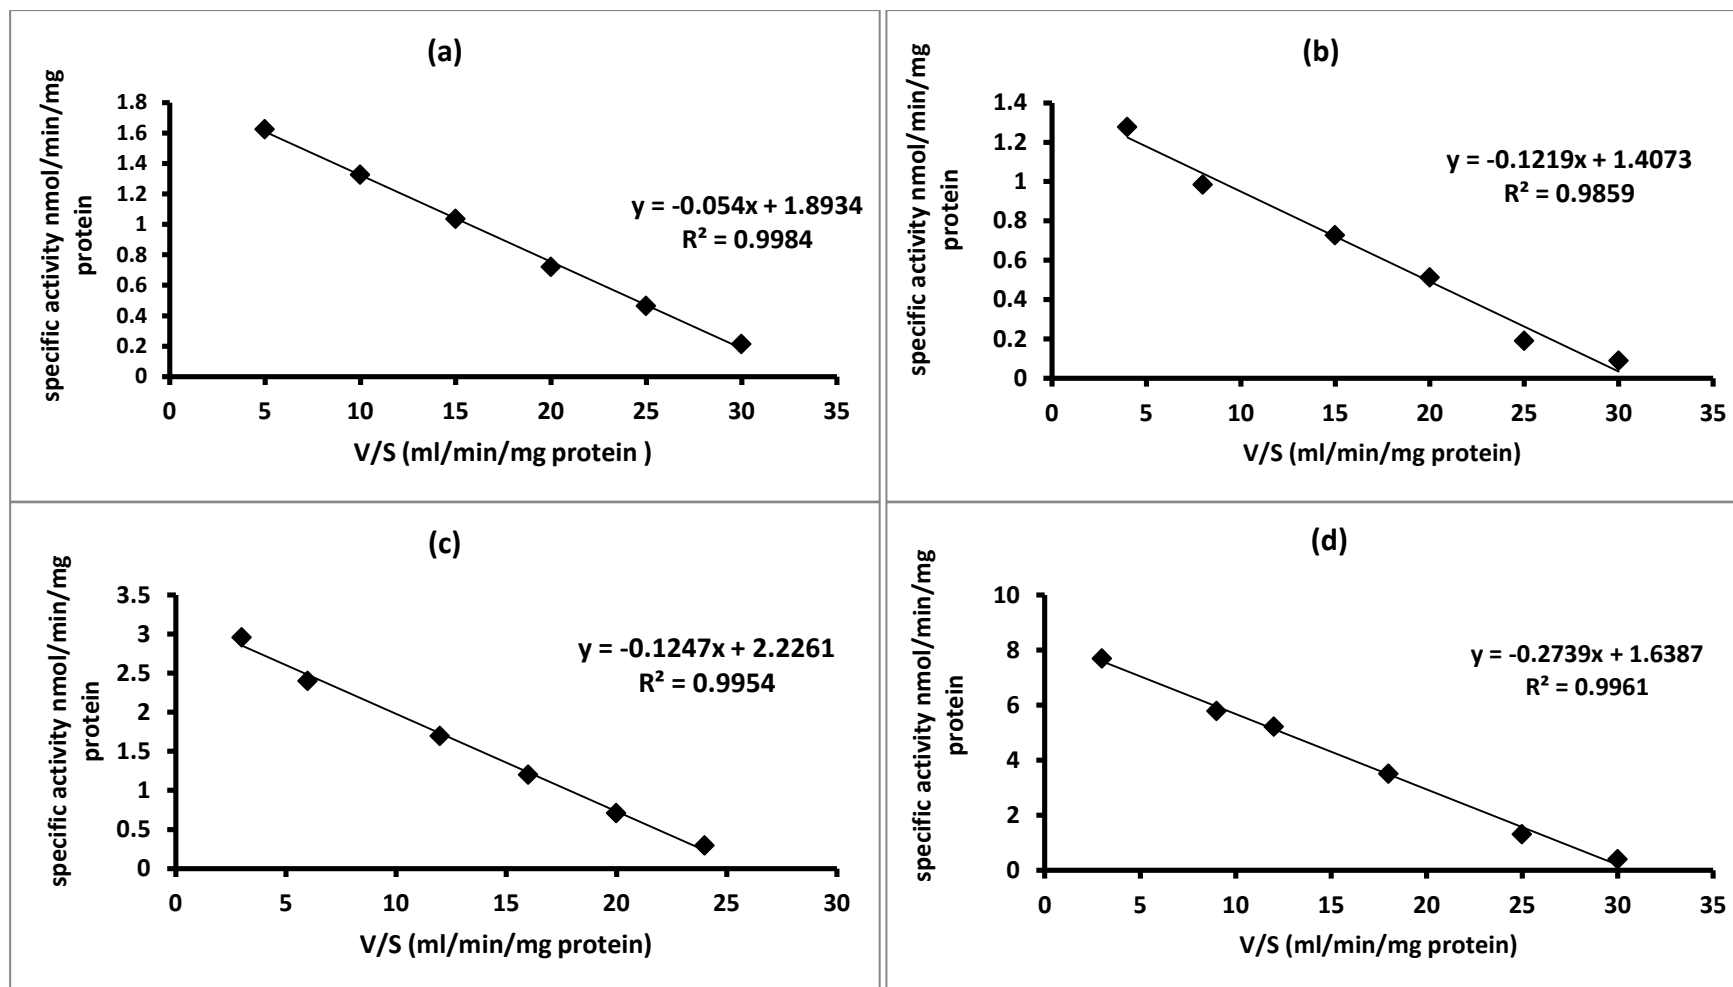 (a)
specific activity nmol/min/mg
protein
1.8
1.6
1.4
1.2
1
0.8
0.6
0.4
0.2
0
y = -0.054x + 1.8934
R² = 0.9984
0 5 10 15 20 25 30 35
V/S (ml/min/mg protein )
(b)
specific activity nmol/min/mg
protein
1.4
1.2
1
0.8
0.6
0.4
0.2
0
y = -0.1219x + 1.4073
R² = 0.9859
0 5 10 15 20 25 30 35
V/S (ml/min/mg protein)
(c)
specific activity nmol/min/mg
protein
3.5
3
2.5
2
1.5
1
0.5
0
y = -0.1247x + 2.2261
R² = 0.9954
0 5 10 15 20 25 30
V/S (ml/min/mg protein)
(d)
specific activity nmol/min/mg
protein
10
8
6
4
2
0
y = -0.2739x + 1.6387
R² = 0.9961
0 5 10 15 20 25 30 35
V/S (ml/min/mg protein)